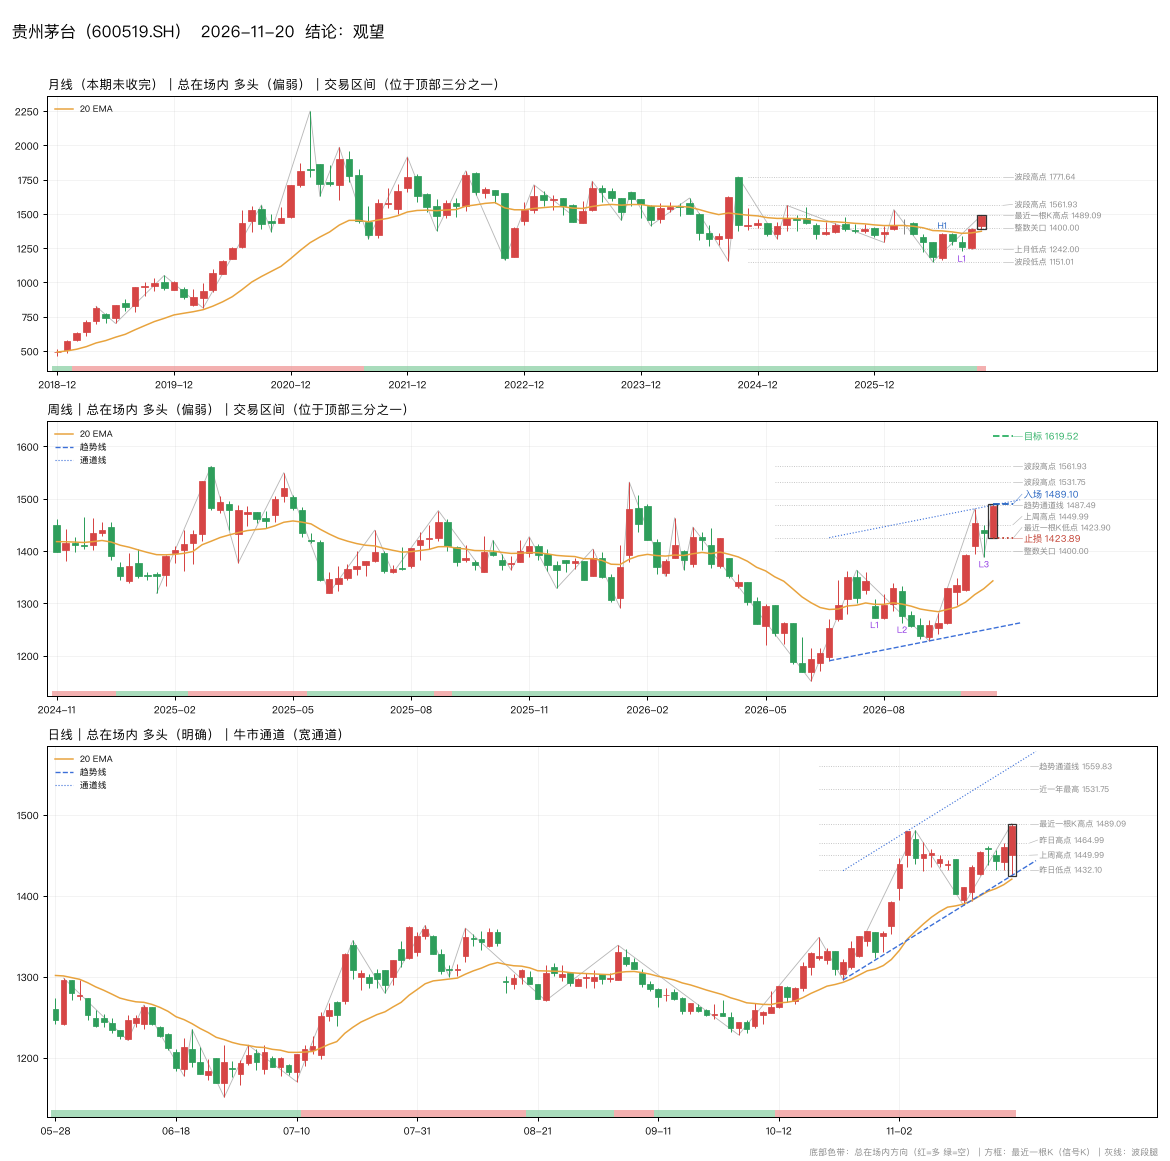 贵州茅台（600519.SH） 2026-11-20 结论：观望
月线（本期未收完）｜总在场内 多头（偏弱）｜交易区间（位于顶部三分之一）
20 EMA
2250
2000
1750
1500
1250
1000
750
500
波段高点 1771.64
波段高点 1561.93
最近一根K高点 1489.09
整数关口 1400.00
上月低点 1242.00
波段低点 1151.01
H1
L1
2018-12
2019-12
2020-12
2021-12
2022-12
2023-12
2024-12
2025-12
周线｜总在场内 多头（偏弱）｜交易区间（位于顶部三分之一）
20 EMA
趋势线
通道线
1600
1500
1400
1300
1200
目标 1619.52
波段高点 1561.93
波段高点 1531.75
入场 1489.10
趋势通道线 1487.49
上周高点 1449.99
最近一根K低点 1423.90
止损 1423.89
整数关口 1400.00
L1
L2
L3
2024-11
2025-02
2025-05
2025-08
2025-11
2026-02
2026-05
2026-08
日线｜总在场内 多头（明确）｜牛市通道（宽通道）
20 EMA
趋势线
通道线
1500
1400
1300
1200
趋势通道线 1559.83
近一年最高 1531.75
最近一根K高点 1489.09
昨日高点 1464.99
上周高点 1449.99
昨日低点 1432.10
05-28
06-18
07-10
07-31
08-21
09-11
10-12
11-02
底部色带：总在场内方向（红=多 绿=空）｜方框：最近一根K（信号K）｜灰线：波段腿